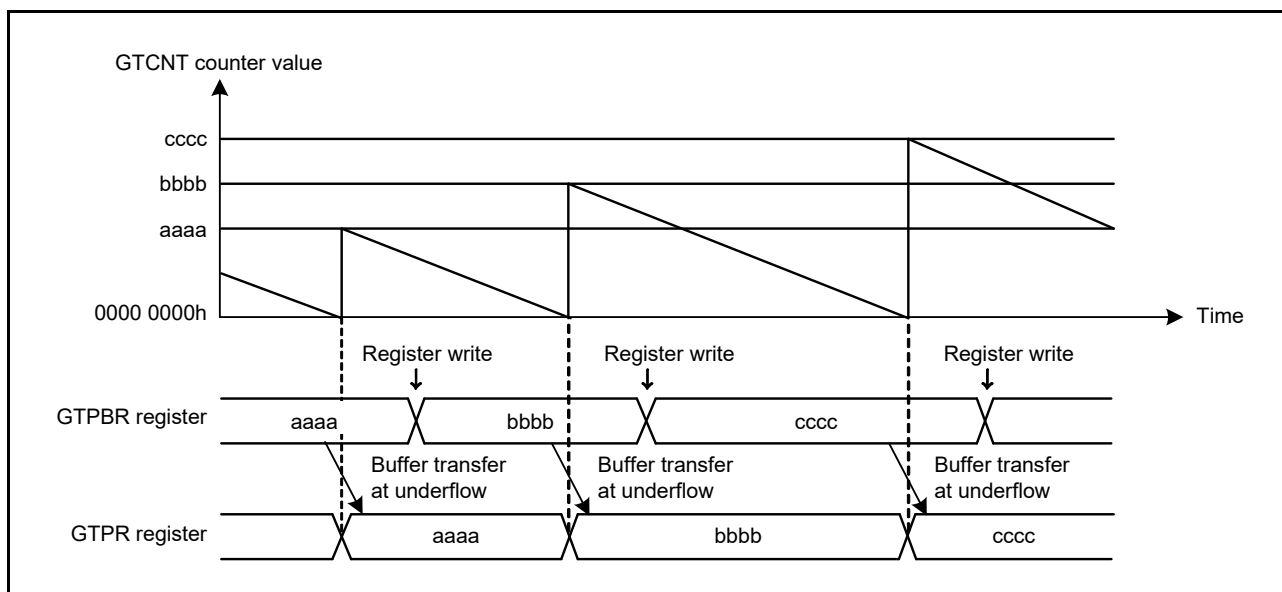 GTCNT counter value
cccc
bbbb
aaaa
0000 0000h
Time
Register write
Register write
Register write
GTPBR register
aaaa
bbbb
cccc
Buffer transfer
at underflow
Buffer transfer
at underflow
Buffer transfer
at underflow
GTPR register
aaaa
bbbb
cccc